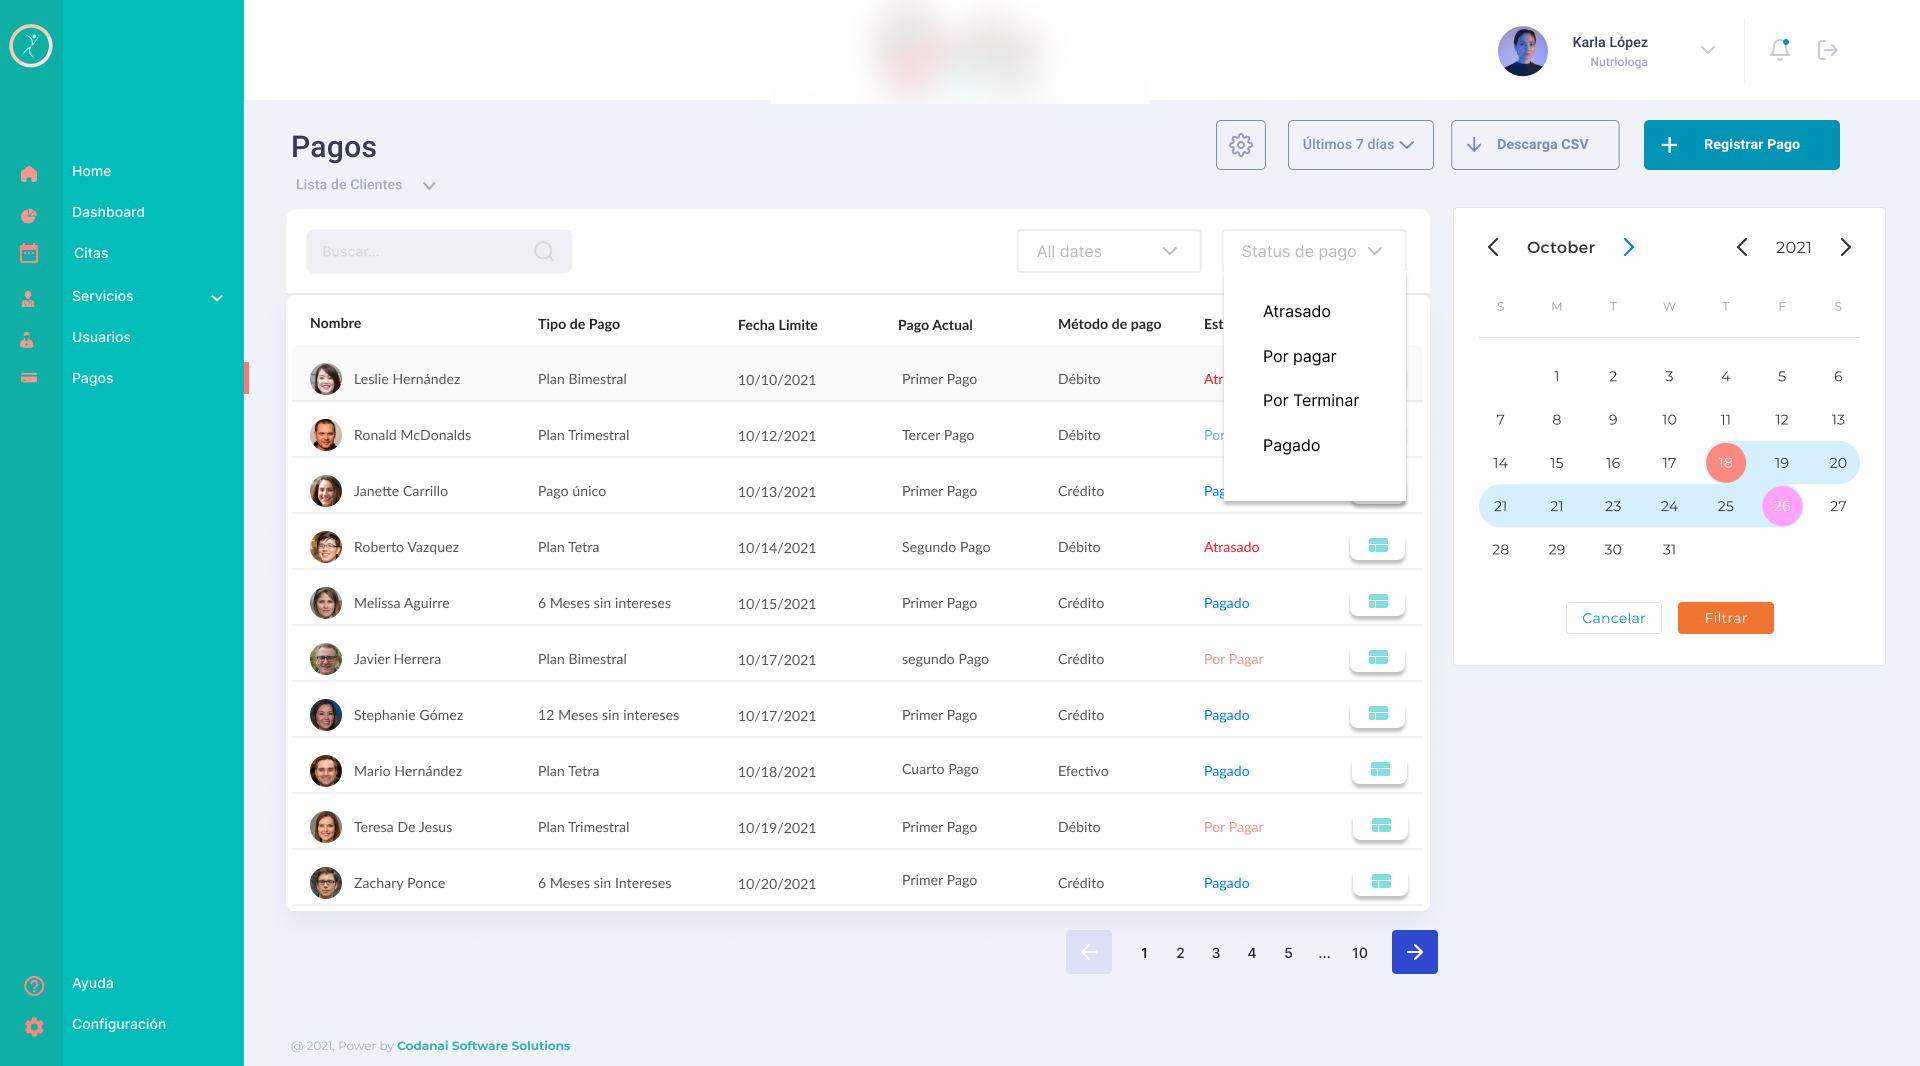 Karla López
Nutriologa
Pagos
Últimos 7 días
Descarga CSV
Registrar Pago
Lista de Clientes
Home
Dashboard
Citas
Servicios
Usuarios
Pagos
Ayuda
Configuración
Buscar...
All dates
Status de pago
Atrasado
Por pagar
Por Terminar
Pagado
Nombre Tipo de Pago Fecha Limite Pago Actual Método de pago Est
Leslie Hernández Plan Bimestral 10/10/2021 Primer Pago Débito Atr
Ronald McDonalds Plan Trimestral 10/12/2021 Tercer Pago Débito Por
Janette Carrillo Pago único 10/13/2021 Primer Pago Crédito Pag
Roberto Vazquez Plan Tetra 10/14/2021 Segundo Pago Débito Atrasado
Melissa Aguirre 6 Meses sin intereses 10/15/2021 Primer Pago Crédito Pagado
Javier Herrera Plan Bimestral 10/17/2021 segundo Pago Crédito Por Pagar
Stephanie Gómez 12 Meses sin intereses 10/17/2021 Primer Pago Crédito Pagado
Mario Hernández Plan Tetra 10/18/2021 Cuarto Pago Efectivo Pagado
Teresa De Jesus Plan Trimestral 10/19/2021 Primer Pago Débito Por Pagar
Zachary Ponce 6 Meses sin Intereses 10/20/2021 Primer Pago Crédito Pagado
1 2 3 4 5 ... 10
October 2021
S M T W T F S
1 2 3 4 5 6
7 8 9 10 11 12 13
14 15 16 17 18 19 20
21 21 23 24 25 26 27
28 29 30 31
Cancelar Filtrar
@ 2021, Power by Codanai Software Solutions